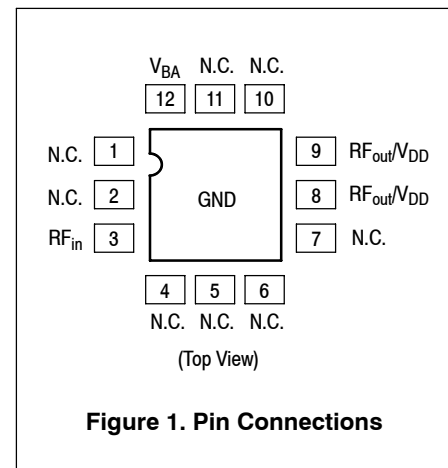 V_BA N.C. N.C.
12 11 10
N.C. 1 9 RF_out/V_DD
N.C. 2 GND 8 RF_out/V_DD
RF_in 3 7 N.C.
4 5 6
N.C. N.C. N.C.
(Top View)
Figure 1. Pin Connections